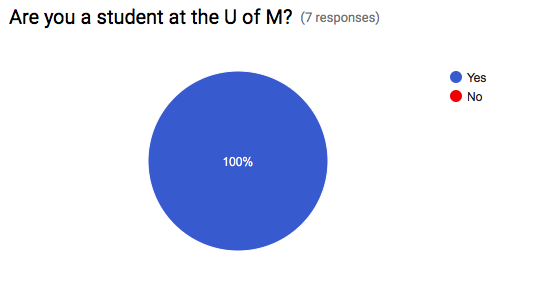 Are you a student at the U of M? (7 responses)
Yes
No
100%